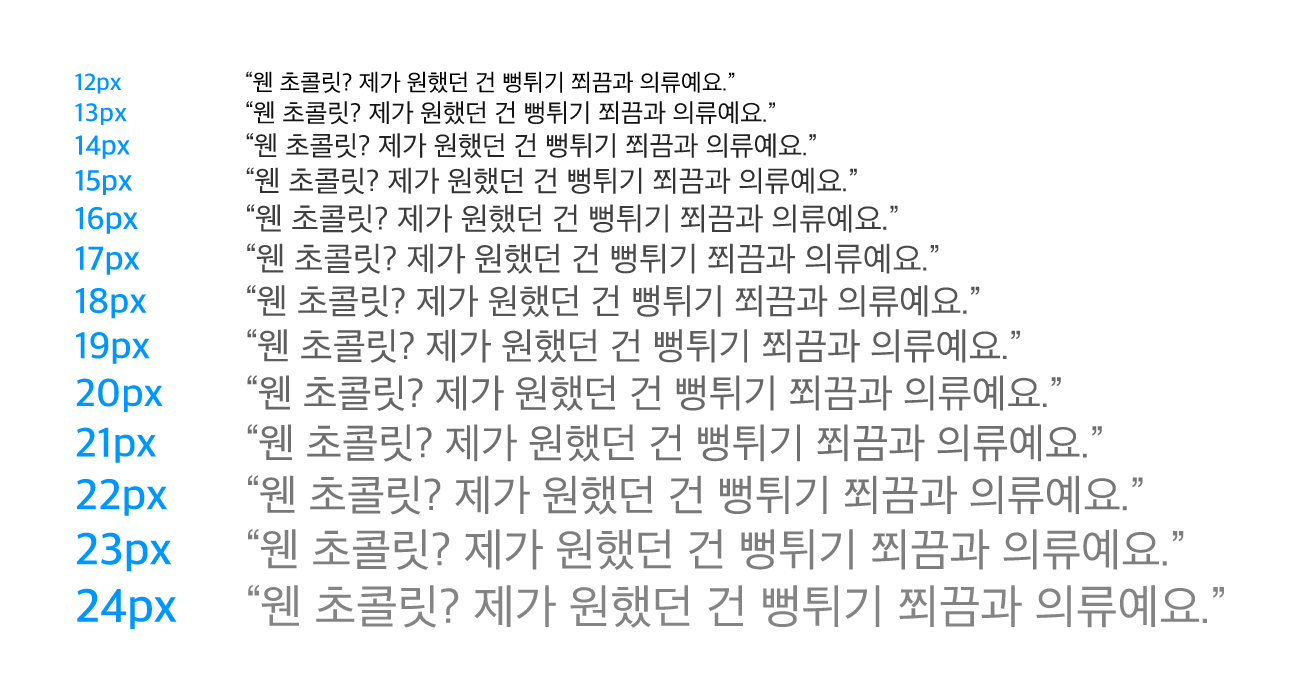 12px “웬 초콜릿? 제가 원했던 건 뻥튀기 쬐끔과 의류예요.”
13px “웬 초콜릿? 제가 원했던 건 뻥튀기 쬐끔과 의류예요.”
14px “웬 초콜릿? 제가 원했던 건 뻥튀기 쬐끔과 의류예요.”
15px “웬 초콜릿? 제가 원했던 건 뻥튀기 쬐끔과 의류예요.”
16px “웬 초콜릿? 제가 원했던 건 뻥튀기 쬐끔과 의류예요.”
17px “웬 초콜릿? 제가 원했던 건 뻥튀기 쬐끔과 의류예요.”
18px “웬 초콜릿? 제가 원했던 건 뻥튀기 쬐끔과 의류예요.”
19px “웬 초콜릿? 제가 원했던 건 뻥튀기 쬐끔과 의류예요.”
20px “웬 초콜릿? 제가 원했던 건 뻥튀기 쬐끔과 의류예요.”
21px “웬 초콜릿? 제가 원했던 건 뻥튀기 쬐끔과 의류예요.”
22px “웬 초콜릿? 제가 원했던 건 뻥튀기 쬐끔과 의류예요.”
23px “웬 초콜릿? 제가 원했던 건 뻥튀기 쬐끔과 의류예요.”
24px “웬 초콜릿? 제가 원했던 건 뻥튀기 쬐끔과 의류예요.”